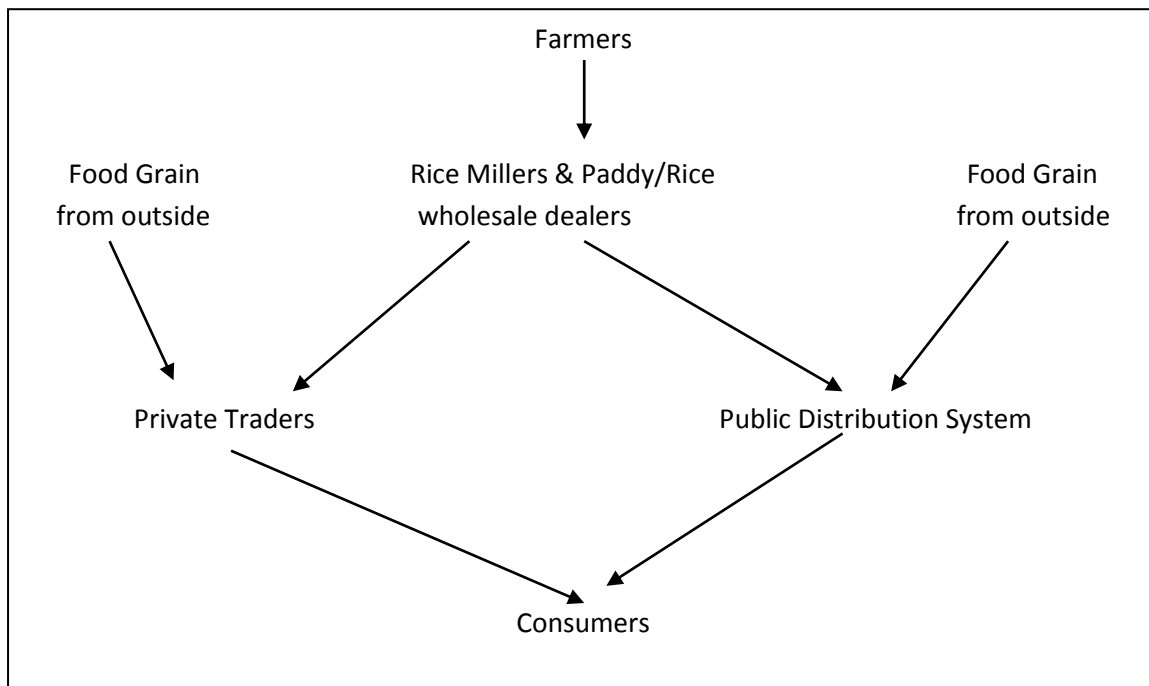 Farmers
Food Grain
from outside
Rice Millers & Paddy/Rice
wholesale dealers
Food Grain
from outside
Private Traders
Public Distribution System
Consumers